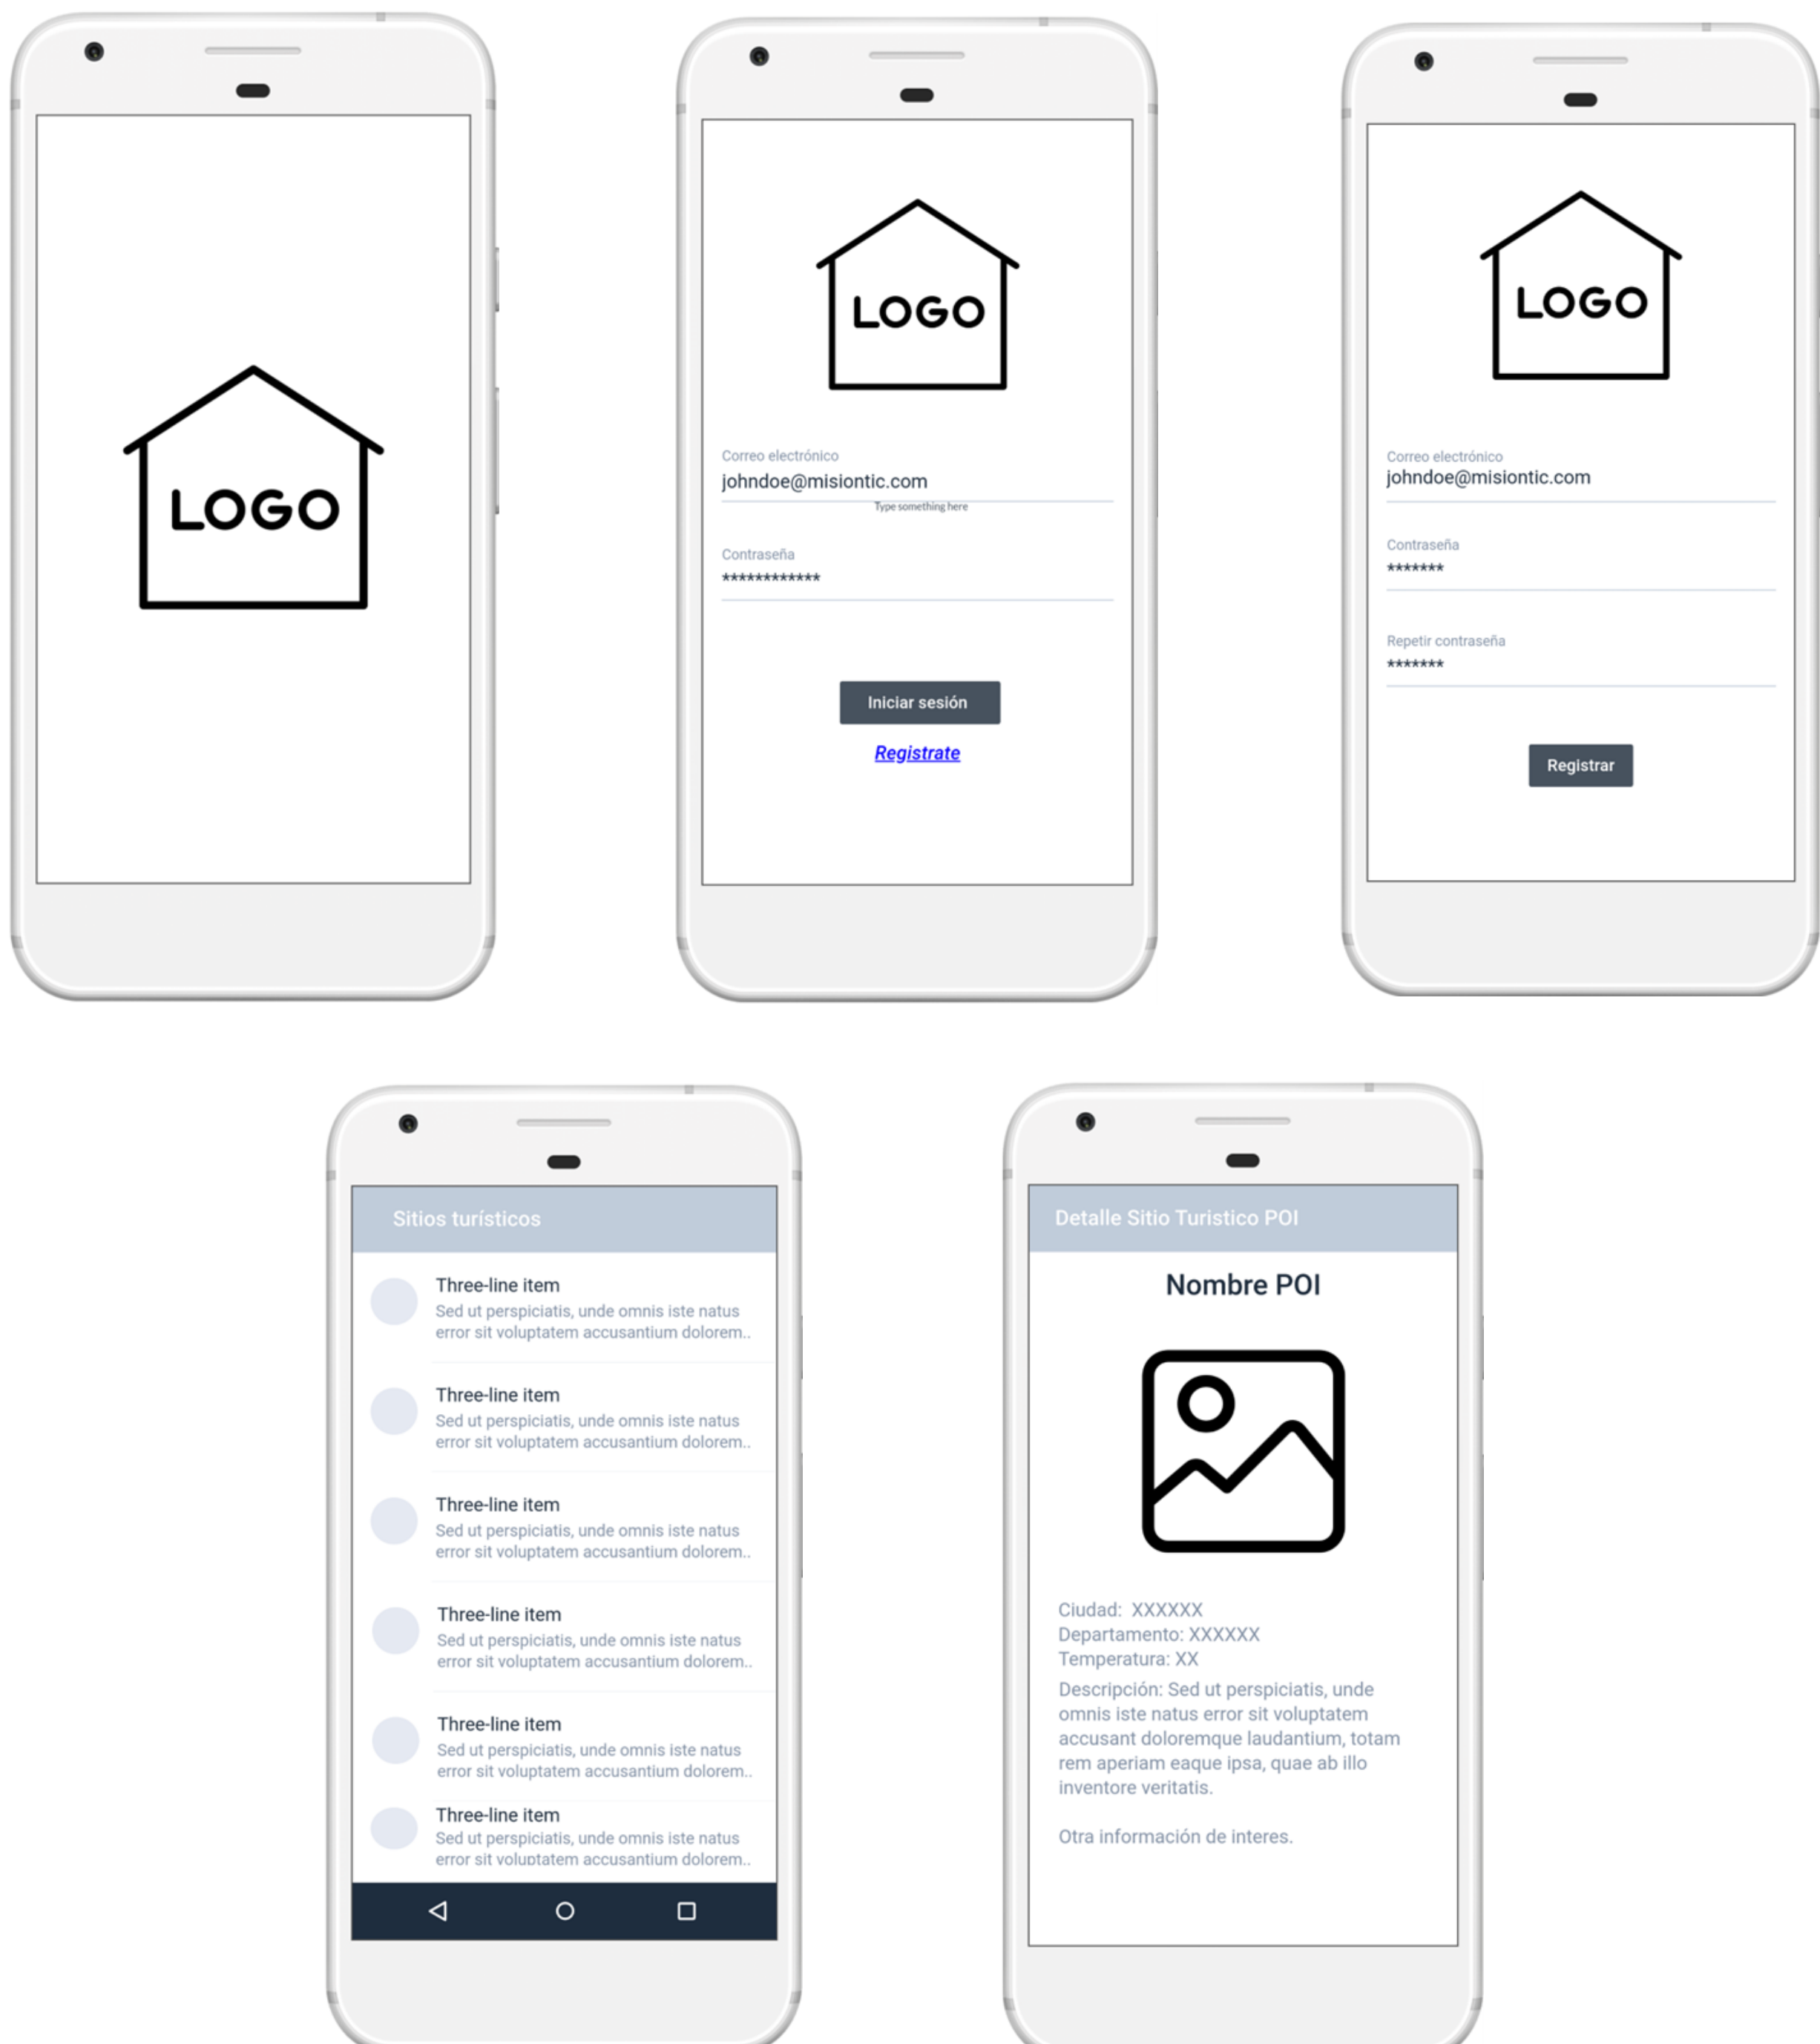 LOGO
LOGO
Correo electrónico
johndoe@misiontic.com
Type something here
Contraseña
************
Iniciar sesión
Registrate
LOGO
Correo electrónico
johndoe@misiontic.com
Contraseña
*******
Repetir contraseña
*******
Registrar
Sitios turísticos
Three-line item
Sed ut perspiciatis, unde omnis iste natus
error sit voluptatem accusantium dolorem..
Three-line item
Sed ut perspiciatis, unde omnis iste natus
error sit voluptatem accusantium dolorem..
Three-line item
Sed ut perspiciatis, unde omnis iste natus
error sit voluptatem accusantium dolorem..
Three-line item
Sed ut perspiciatis, unde omnis iste natus
error sit voluptatem accusantium dolorem..
Three-line item
Sed ut perspiciatis, unde omnis iste natus
error sit voluptatem accusantium dolorem..
Three-line item
Sed ut perspiciatis, unde omnis iste natus
error sit voluptatem accusantium dolorem..
Detalle Sitio Turistico POI
Nombre POI
Ciudad: XXXXXX
Departamento: XXXXXX
Temperatura: XX
Descripción: Sed ut perspiciatis, unde
omnis iste natus error sit voluptatem
accusant doloremque laudantium, totam
rem aperiam eaque ipsa, quae ab illo
inventore veritatis.
Otra información de interes.